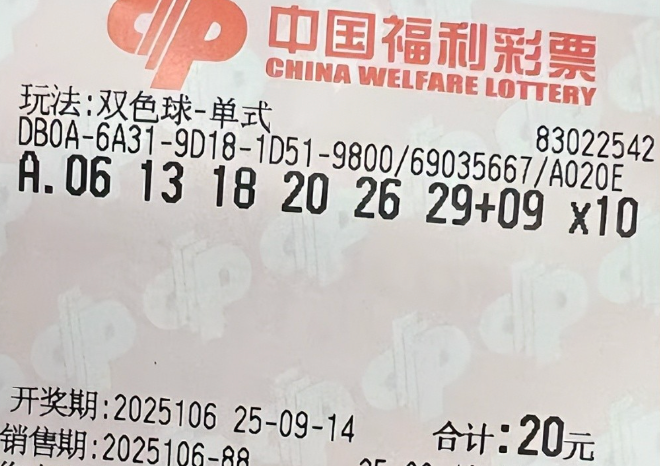 中国福利彩票
CHINA WELFARE LOTTERY
玩法:双色球-单式
83022542
DB0A-6A31-9D18-1D51-9800/69035667/A020E
A.06 13 18 20 26 29+09 x10
开奖期:2025106 25-09-14
合计:20元
销售期:2025106-88